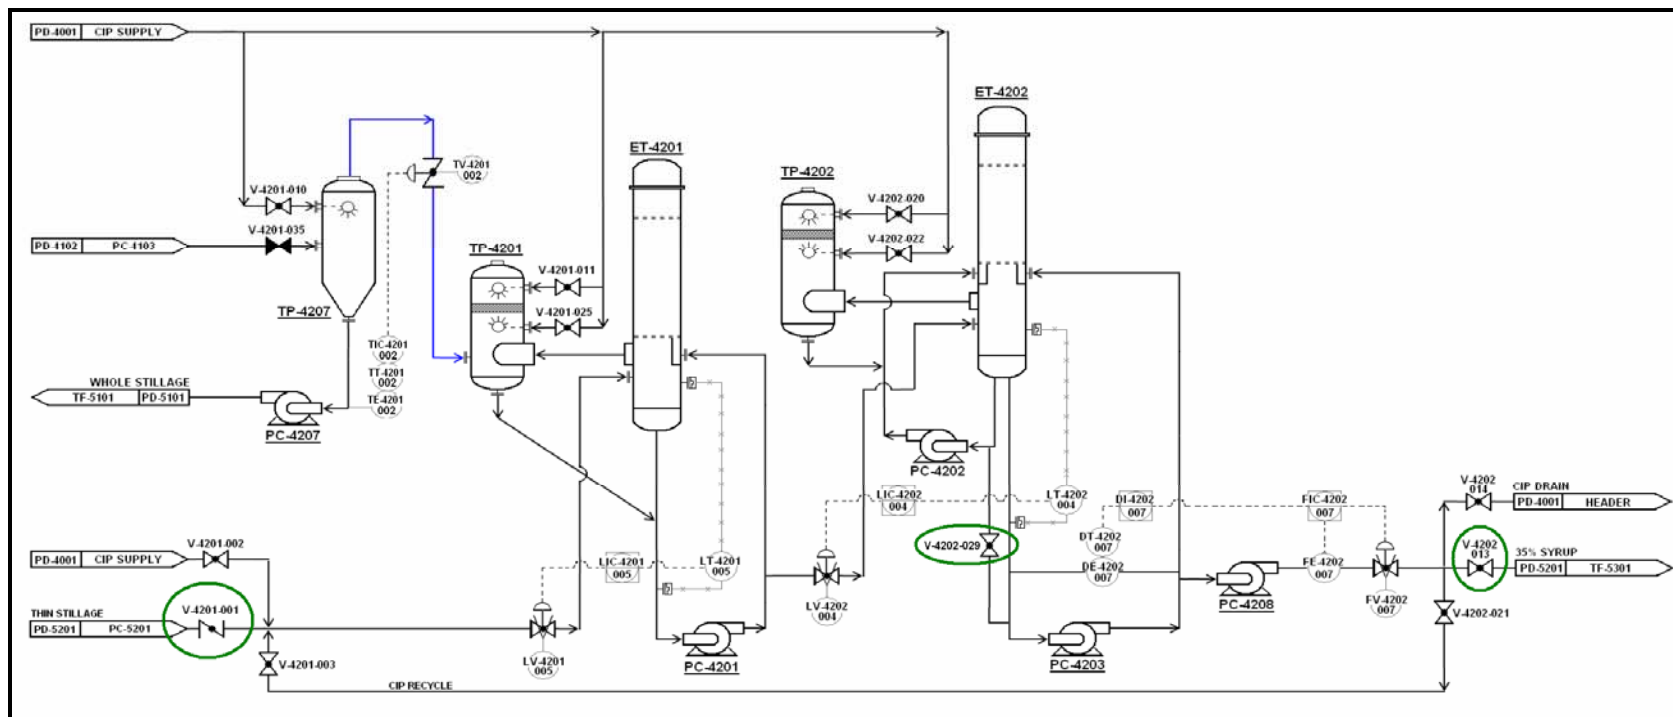 PD-4001 CIP SUPPLY
ET-4202
ET-4201
TP-4202
TV-4201
002
V-4201-010
V-4201-035
PD-4102 PC-4103
V-4202-020
V-4202-022
TP-4201
V-4201-011
V-4201-025
TP-4207
TIC-4201
002
TT-4201
002
TE-4201
002
WHOLE STILLAGE
TF-5101 PD-5101
PC-4207
PC-4202
LIC-4202
004
LT-4202
004
DI-4202
007
FIC-4202
007
V-4202
014
CIP DRAIN
PD-4001 HEADER
V-4202-029
DT-4202
007
DE-4202
007
FE-4202
007
V-4202
013
35% SYRUP
PD-5201 TF-5301
V-4201-002
PD-4001 CIP SUPPLY
LIC-4201
005
LT-4201
005
LV-4202
004
PC-4208
FV-4202
007
V-4202-021
THIN STILLAGE
V-4201-001
PD-5201 PC-5201
V-4201-003
LV-4201
005
PC-4201
PC-4203
CIP RECYCLE